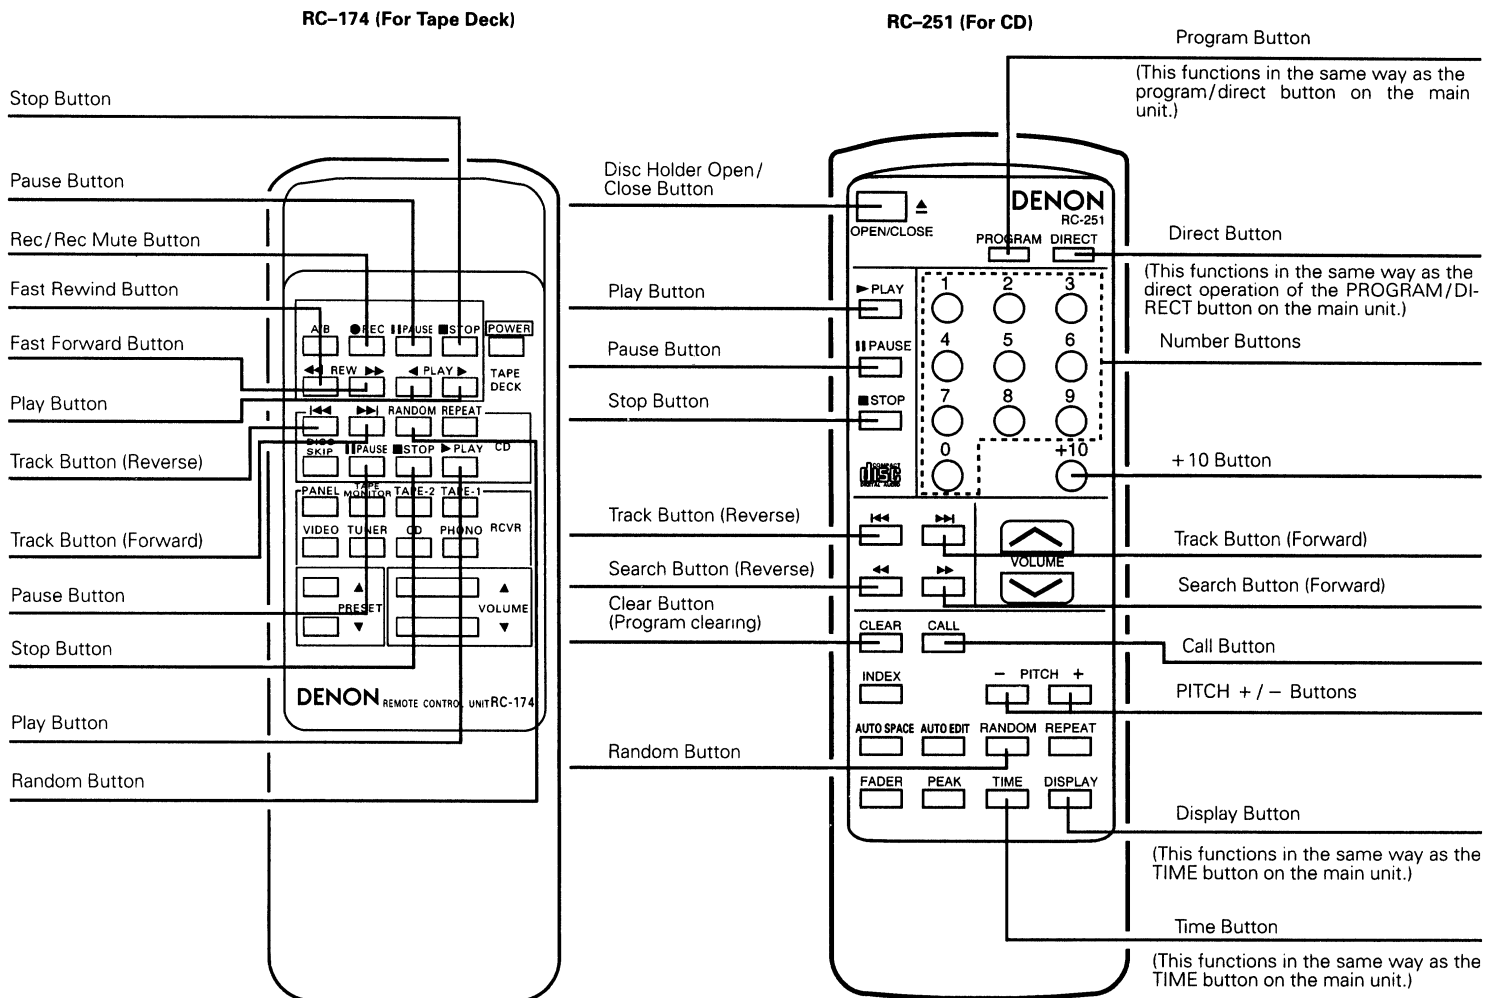 RC–174 (For Tape Deck)
Stop Button
Pause Button
Rec/Rec Mute Button
Fast Rewind Button
Fast Forward Button
Play Button
Track Button (Reverse)
Track Button (Forward)
Pause Button
Stop Button
Play Button
Random Button
A/B ●REC ❙❙PAUSE ■STOP POWER
◀◀ REW ▶▶ ◀ PLAY ▶ TAPE
DECK
|◀◀ ▶▶| RANDOM REPEAT
DISC
SKIP ❙❙PAUSE ■STOP ▶PLAY CD
PANEL TAPE
MONITOR TAPE-2 TAPE-1
VIDEO TUNER CD PHONO RCVR
▲ ▲
PRESET VOLUME
▼ ▼
DENON REMOTE CONTROL UNIT RC-174
RC–251 (For CD)
Disc Holder Open/
Close Button
Play Button
Pause Button
Stop Button
Track Button (Reverse)
Search Button (Reverse)
Clear Button
(Program clearing)
Random Button
DENON
RC-251
OPEN/CLOSE
PROGRAM DIRECT
▶PLAY 1 2 3
❙❙PAUSE 4 5 6
■STOP 7 8 9
0 +10
COMPACT
disc
DIGITAL AUDIO
|◀◀ ▶▶|
VOLUME
◀◀ ▶▶
CLEAR CALL
INDEX − PITCH +
AUTO SPACE AUTO EDIT RANDOM REPEAT
FADER PEAK TIME DISPLAY
Program Button
(This functions in the same way as the
program/direct button on the main
unit.)
Direct Button
(This functions in the same way as the
direct operation of the PROGRAM/DI-
RECT button on the main unit.)
Number Buttons
+10 Button
Track Button (Forward)
Search Button (Forward)
Call Button
PITCH +/− Buttons
Display Button
(This functions in the same way as the
TIME button on the main unit.)
Time Button
(This functions in the same way as the
TIME button on the main unit.)